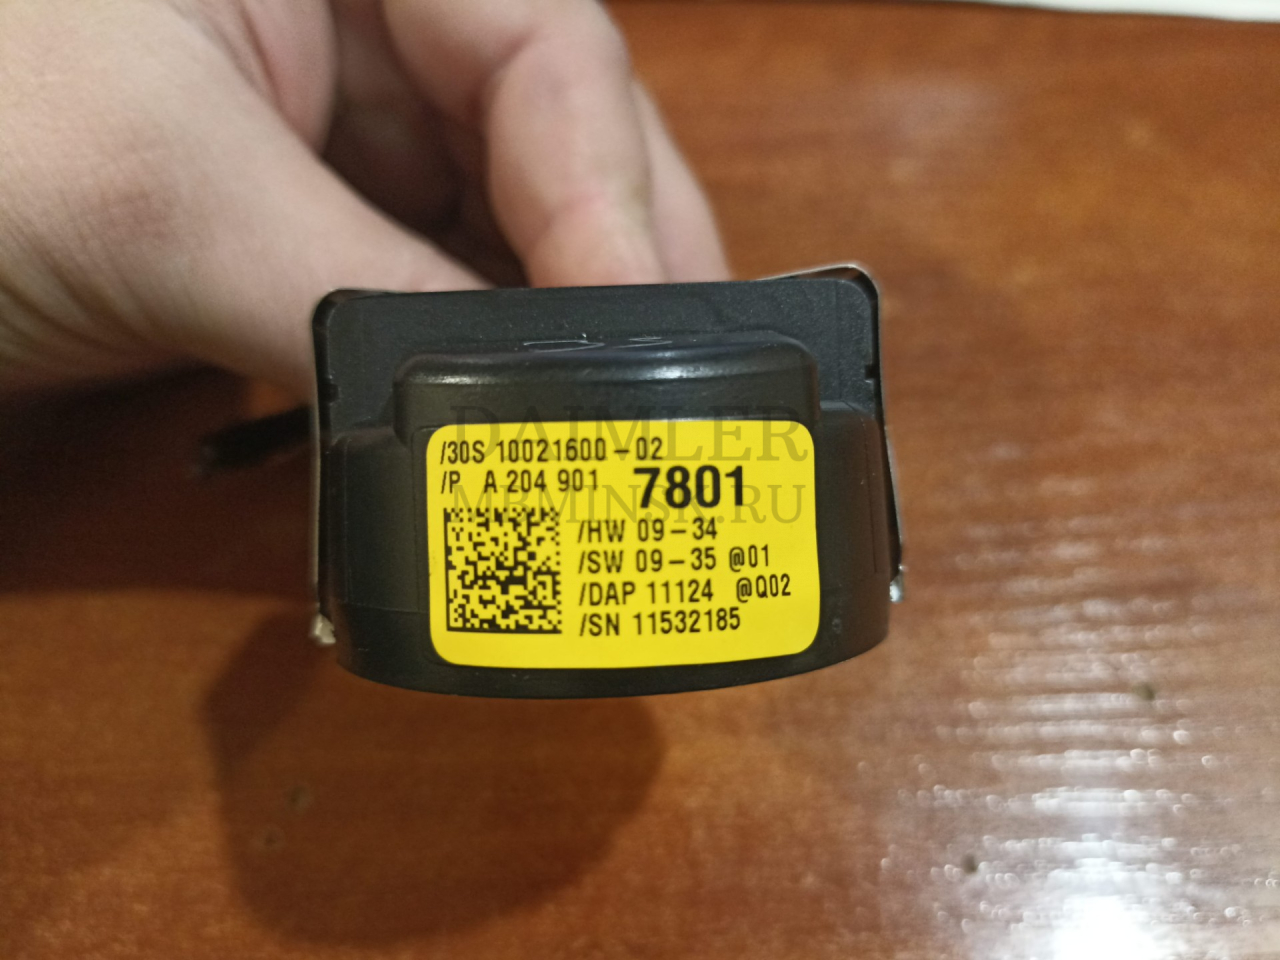 /30S 10021600-02
/P A 204 901 7801
/HW 09-34
/SW 09-35 @01
/DAP 11124 @Q02
/SN 11532185
DAIMLER
MBMINSK.RU